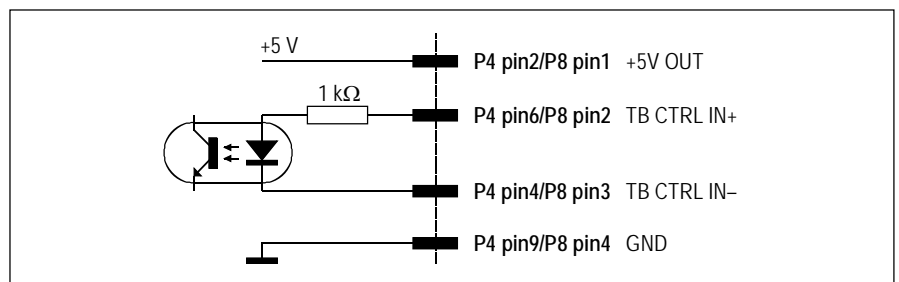 +5 V
P4 pin2/P8 pin1 +5V OUT
1 kΩ
P4 pin6/P8 pin2 TB CTRL IN+
P4 pin4/P8 pin3 TB CTRL IN–
P4 pin9/P8 pin4 GND